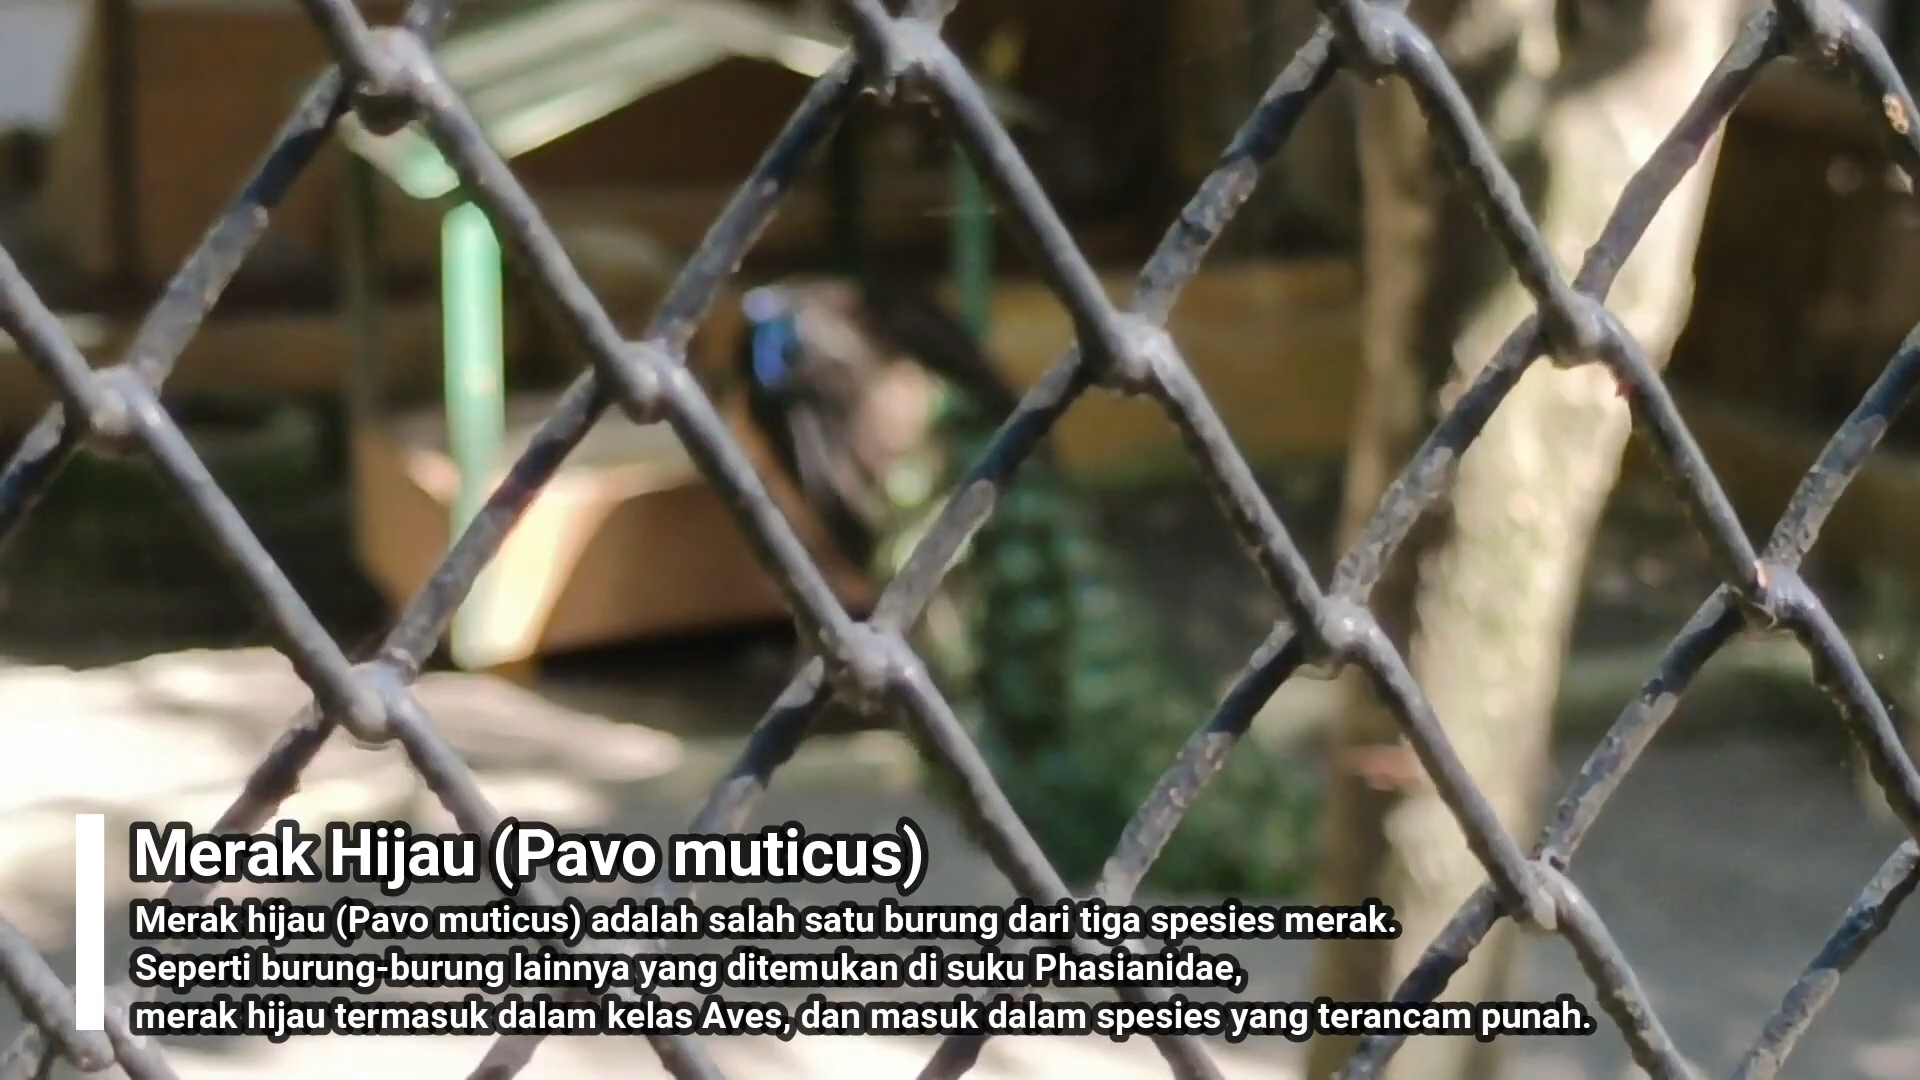 Merak Hijau (Pavo muticus)
Merak hijau (Pavo muticus) adalah salah satu burung dari tiga spesies merak.
Seperti burung-burung lainnya yang ditemukan di suku Phasianidae,
merak hijau termasuk dalam kelas Aves, dan masuk dalam spesies yang terancam punah.